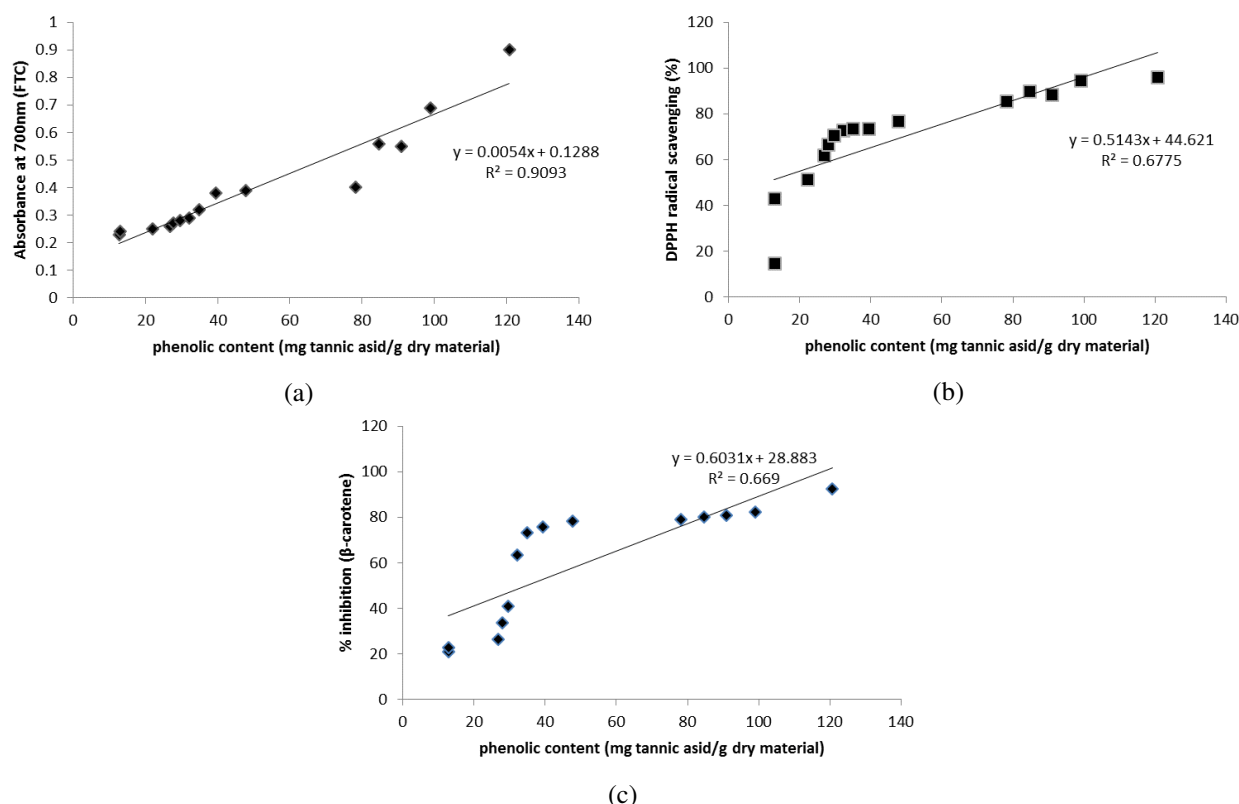 1
0.9
0.8
0.7
0.6
0.5
0.4
0.3
0.2
0.1
0
Absorbance at 700nm (FTC)
y = 0.0054x + 0.1288
R² = 0.9093
0 20 40 60 80 100 120 140
phenolic content (mg tannic asid/g dry material)
(a)
120
100
80
60
40
20
0
DPPH radical scavenging (%)
y = 0.5143x + 44.621
R² = 0.6775
0 20 40 60 80 100 120 140
phenolic content (mg tannic asid/g dry material)
(b)
120
100
80
60
40
20
0
% inhibition (β-carotene)
y = 0.6031x + 28.883
R² = 0.669
0 20 40 60 80 100 120 140
phenolic content (mg tannic asid/g dry material)
(c)